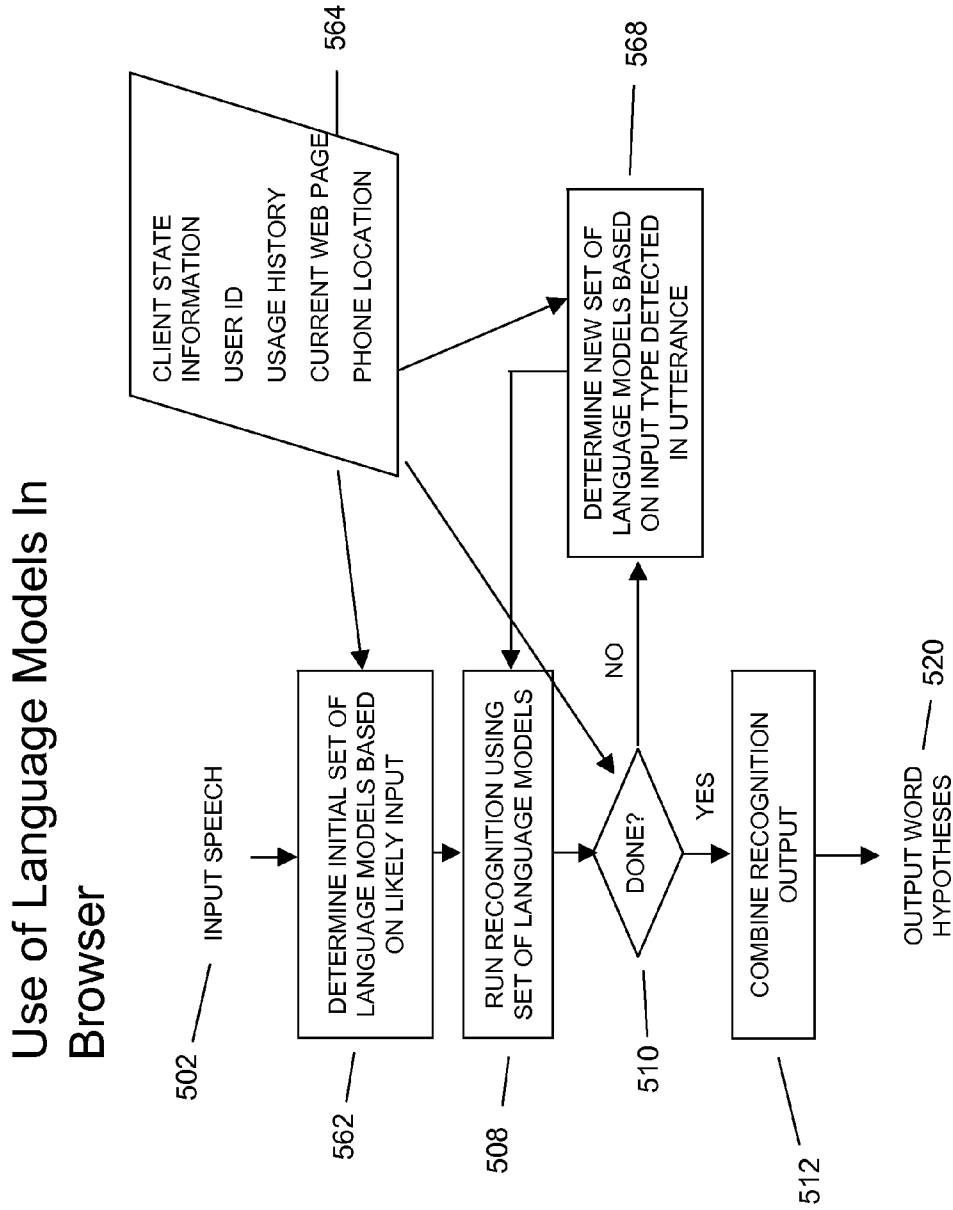 Use of Language Models In
Browser
502
INPUT SPEECH
CLIENT STATE
INFORMATION
USER ID
USAGE HISTORY
CURRENT WEB PAGE
PHONE LOCATION
564
562
DETERMINE INITIAL SET OF
LANGUAGE MODELS BASED
ON LIKELY INPUT
508
RUN RECOGNITION USING
SET OF LANGUAGE MODELS
510
DONE?
NO
DETERMINE NEW SET OF
LANGUAGE MODELS BASED
ON INPUT TYPE DETECTED
IN UTTERANCE
568
YES
512
COMBINE RECOGNITION
OUTPUT
OUTPUT WORD
HYPOTHESES
520